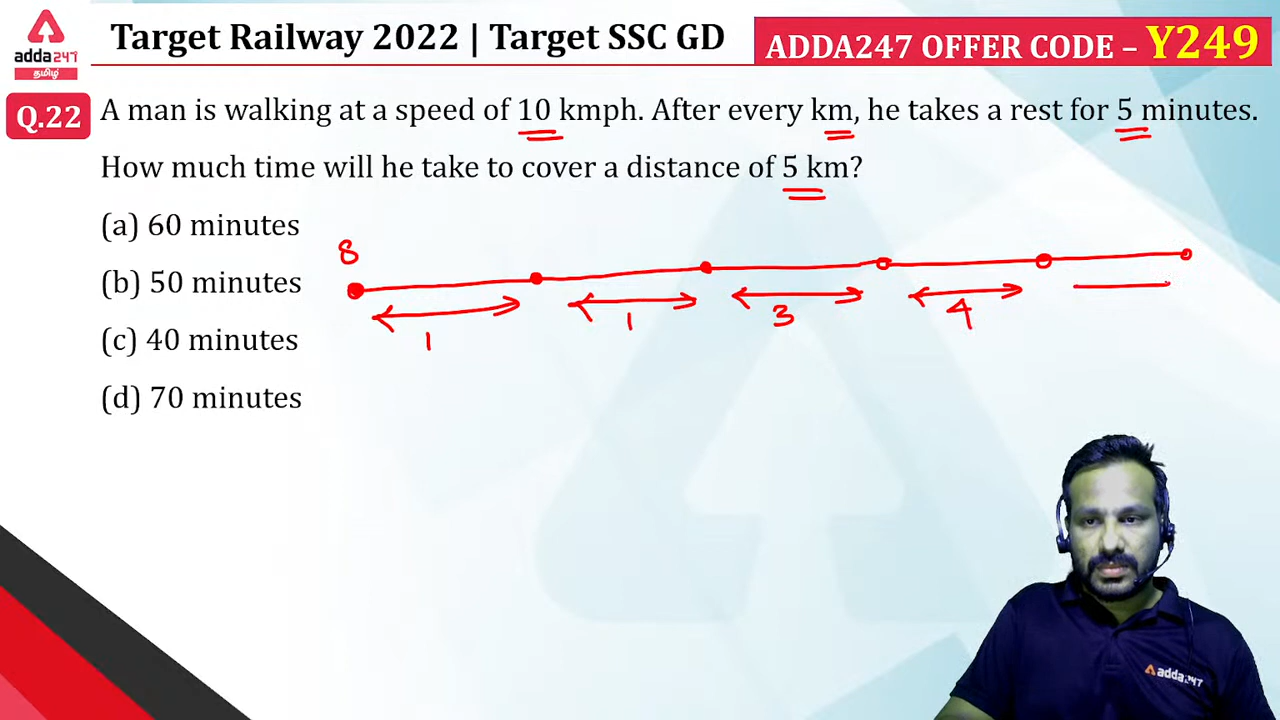 adda247
தமிழ்
Target Railway 2022 | Target SSC GD
ADDA247 OFFER CODE – Y249
Q.22
A man is walking at a speed of 10 kmph. After every km, he takes a rest for 5 minutes.
How much time will he take to cover a distance of 5 km?
(a) 60 minutes
(b) 50 minutes
(c) 40 minutes
(d) 70 minutes
8
1 1 3 4
adda247